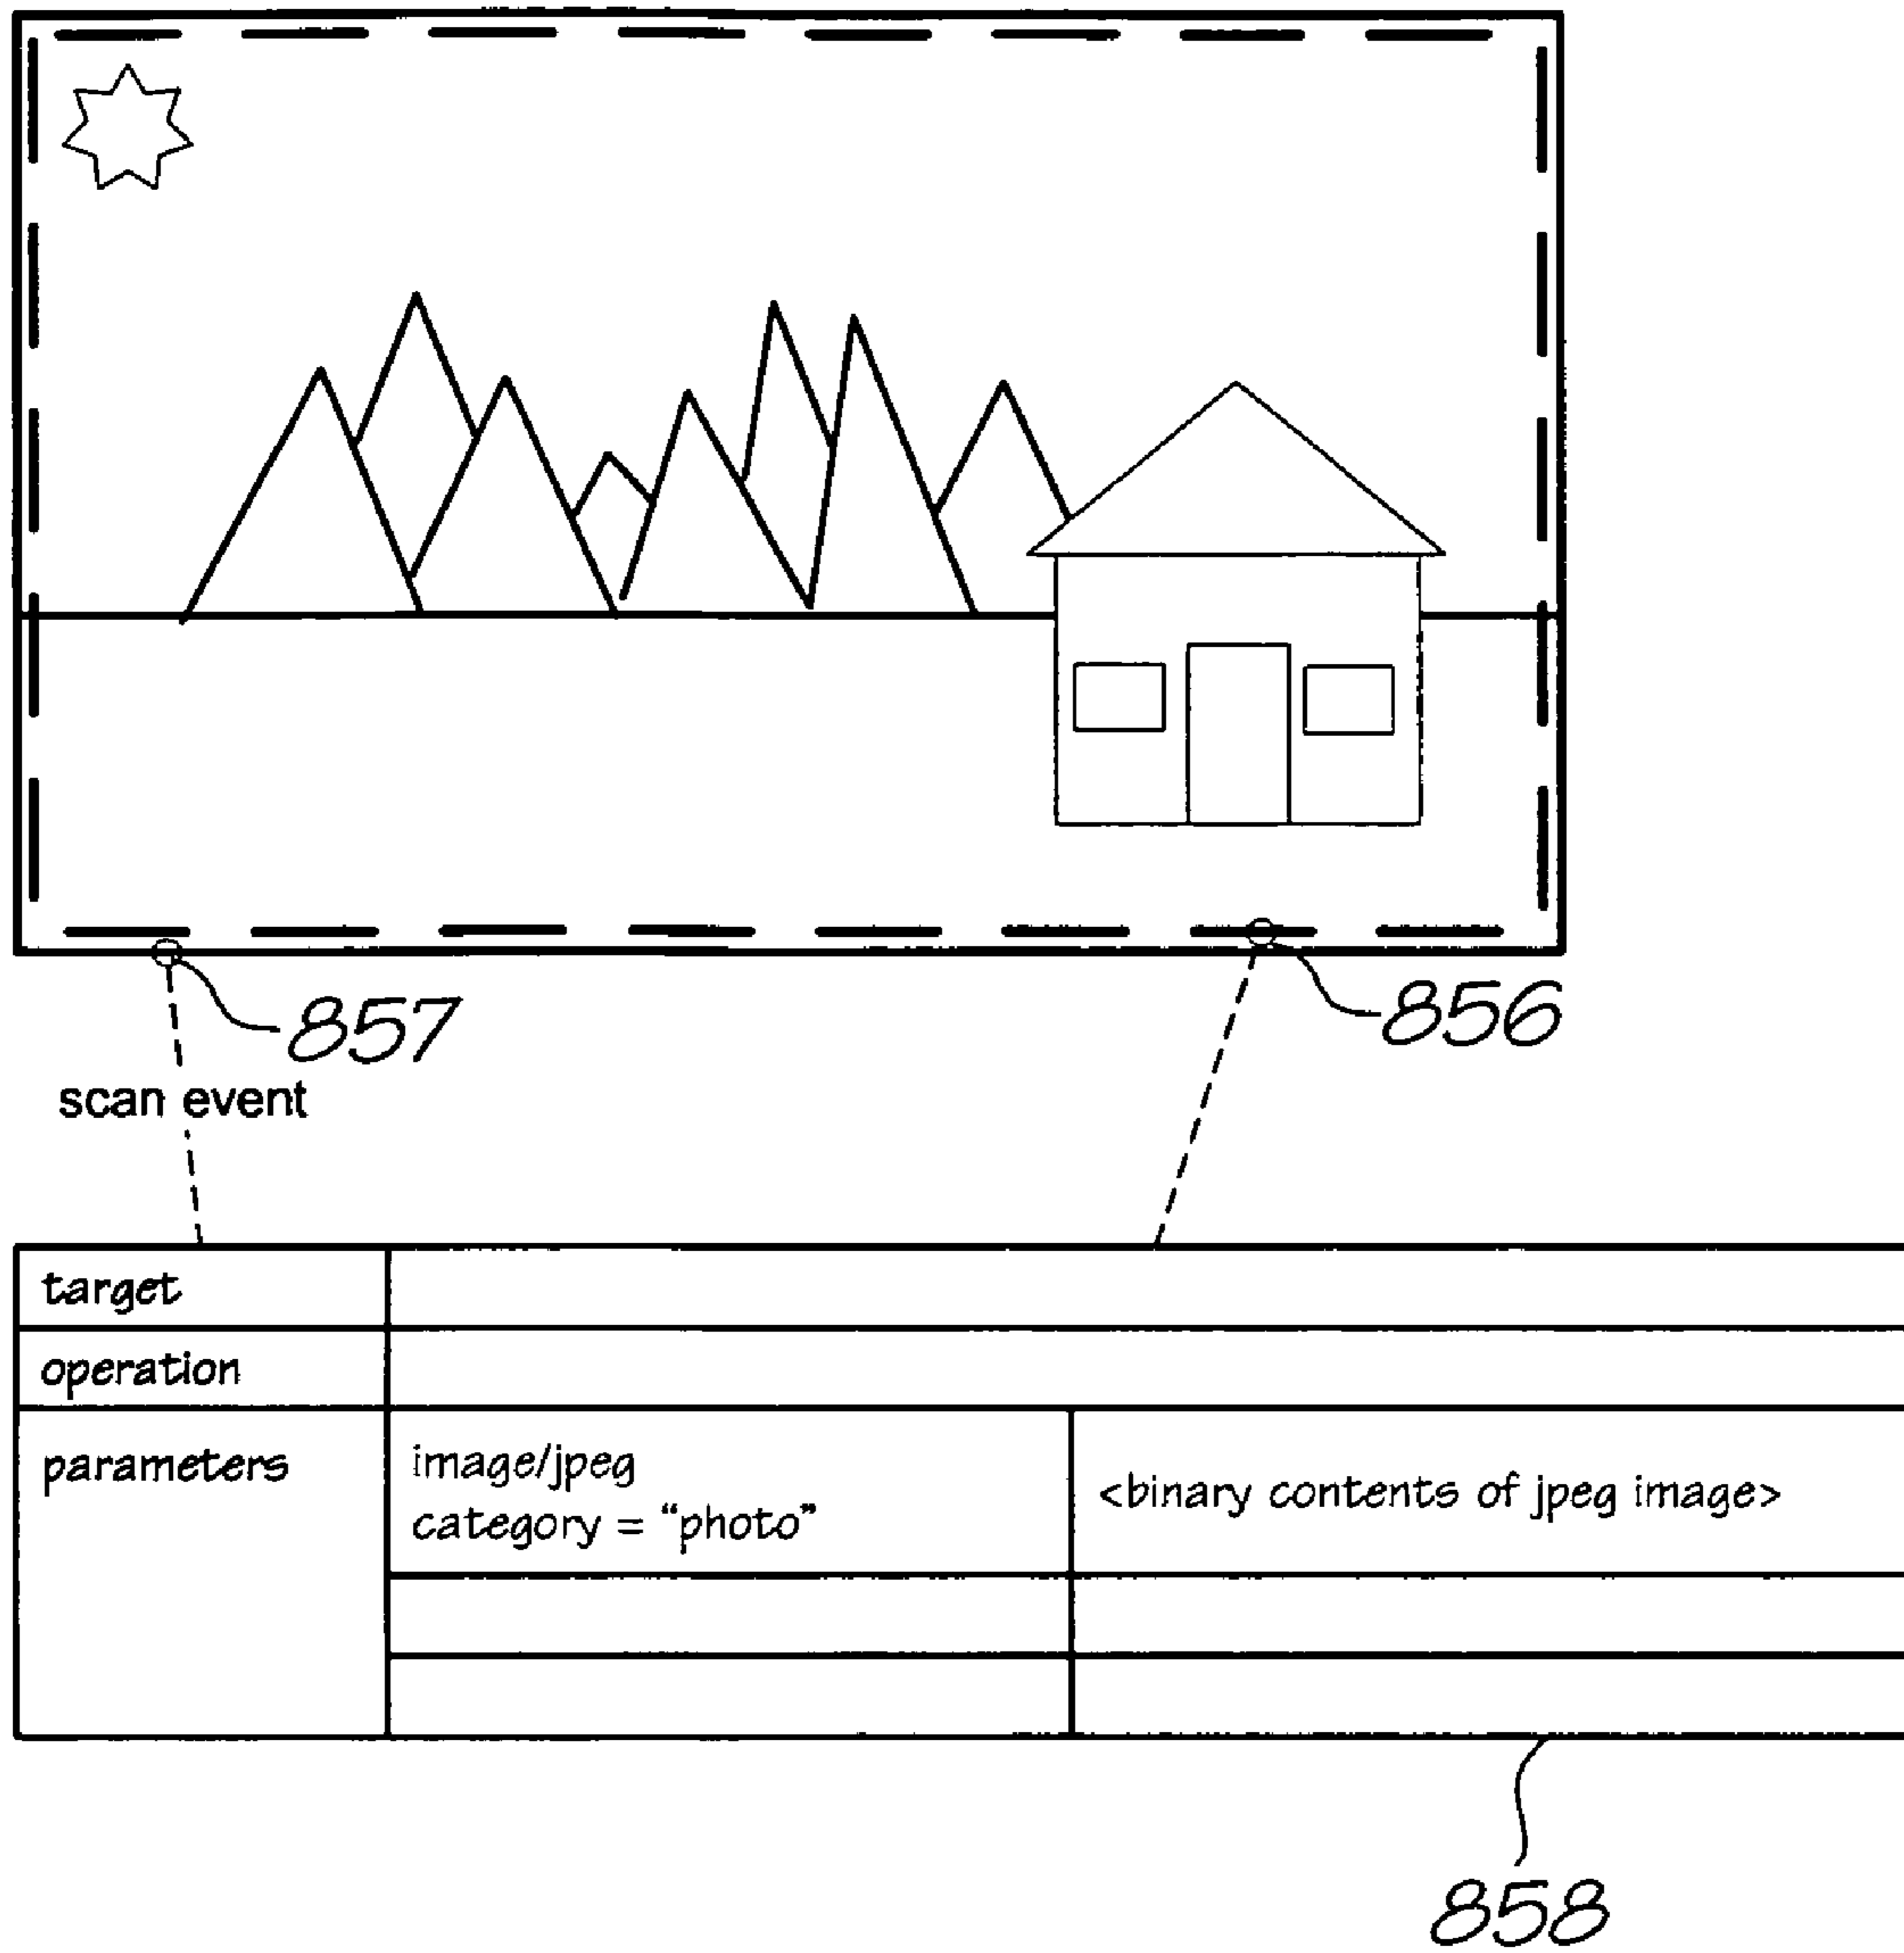 857
856
scan event
target
operation
parameters
image/jpeg
category = “photo”
<binary contents of jpeg image>
858